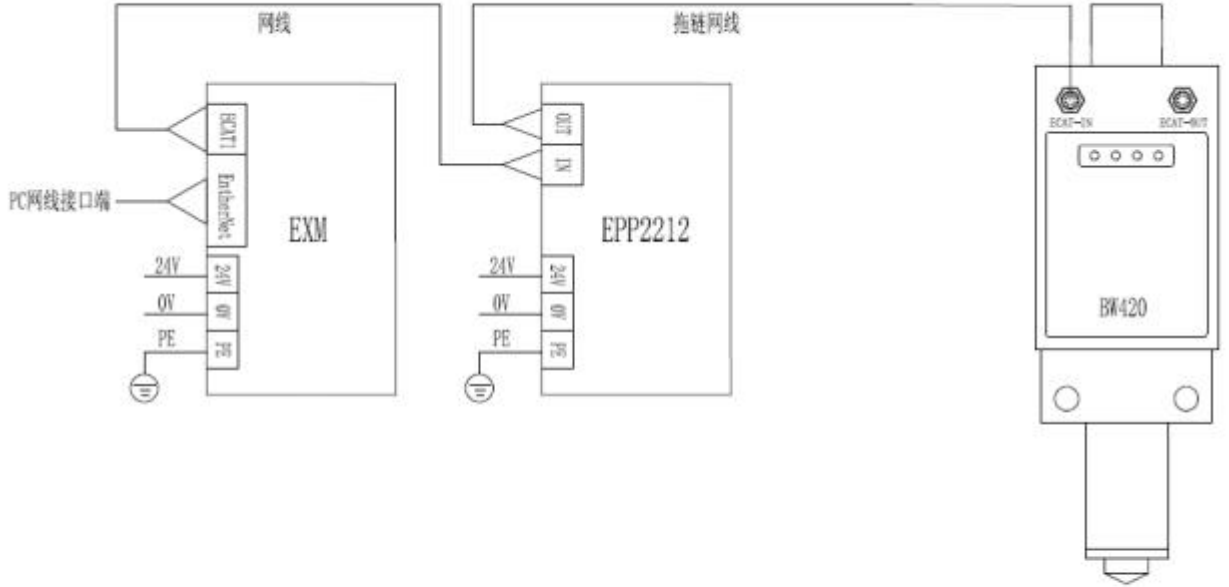 网线
拖链网线
ECAT1
EntherNet
PC网线接口端
EXM
24V
24V
0V
0V
PE
PE
OUT
IN
EPP2212
24V
24V
0V
0V
PE
PE
ECAT-IN
ECAT-OUT
BW420